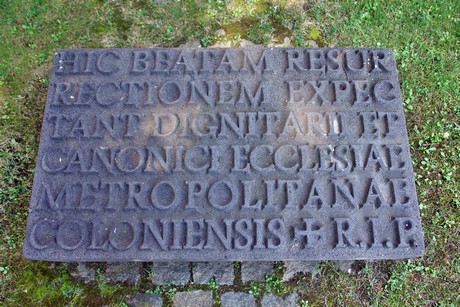 HIC BEATAM RESUR
RECTIONEM EXPEC
TANT DIGNITARII ET
CANONICI ECCLESIAE
METROPOLITANAE
COLONIENSIS + R.I.P.